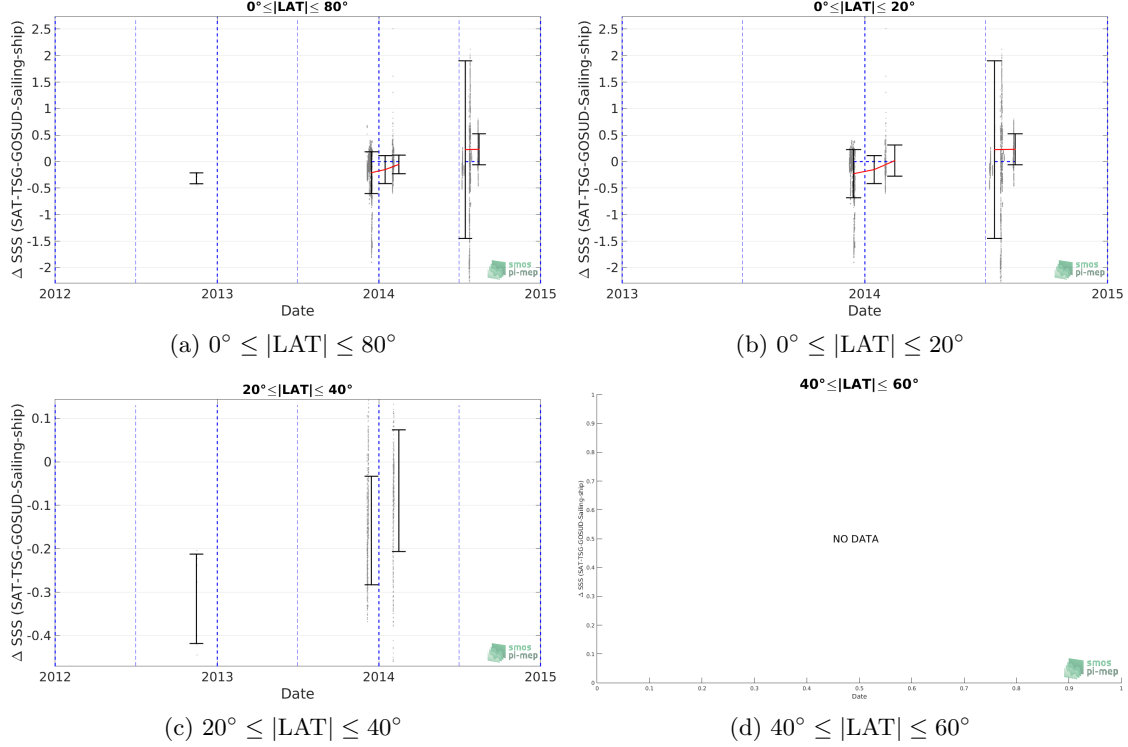 0°≤|LAT|≤ 80°
Δ SSS (SAT-TSG-GOSUD-Sailing-ship)
2.5
2
1.5
1
0.5
0
-0.5
-1
-1.5
-2
2012
2013
2014
2015
Date
smos
pi-mep
(a) 0° ≤ |LAT| ≤ 80°
0°≤|LAT|≤ 20°
Δ SSS (SAT-TSG-GOSUD-Sailing-ship)
2.5
2
1.5
1
0.5
0
-0.5
-1
-1.5
-2
2013
2014
2015
Date
smos
pi-mep
(b) 0° ≤ |LAT| ≤ 20°
20°≤|LAT|≤ 40°
Δ SSS (SAT-TSG-GOSUD-Sailing-ship)
0.1
0
-0.1
-0.2
-0.3
-0.4
2012
2013
2014
2015
Date
smos
pi-mep
(c) 20° ≤ |LAT| ≤ 40°
40°≤|LAT|≤ 60°
Δ SSS (SAT-TSG-GOSUD-Sailing-ship)
1
0.9
0.8
0.7
0.6
0.5
0.4
0.3
0.2
0.1
0
NO DATA
0
0.1
0.2
0.3
0.4
0.5
0.6
0.7
0.8
0.9
1
Date
smos
pi-mep
(d) 40° ≤ |LAT| ≤ 60°